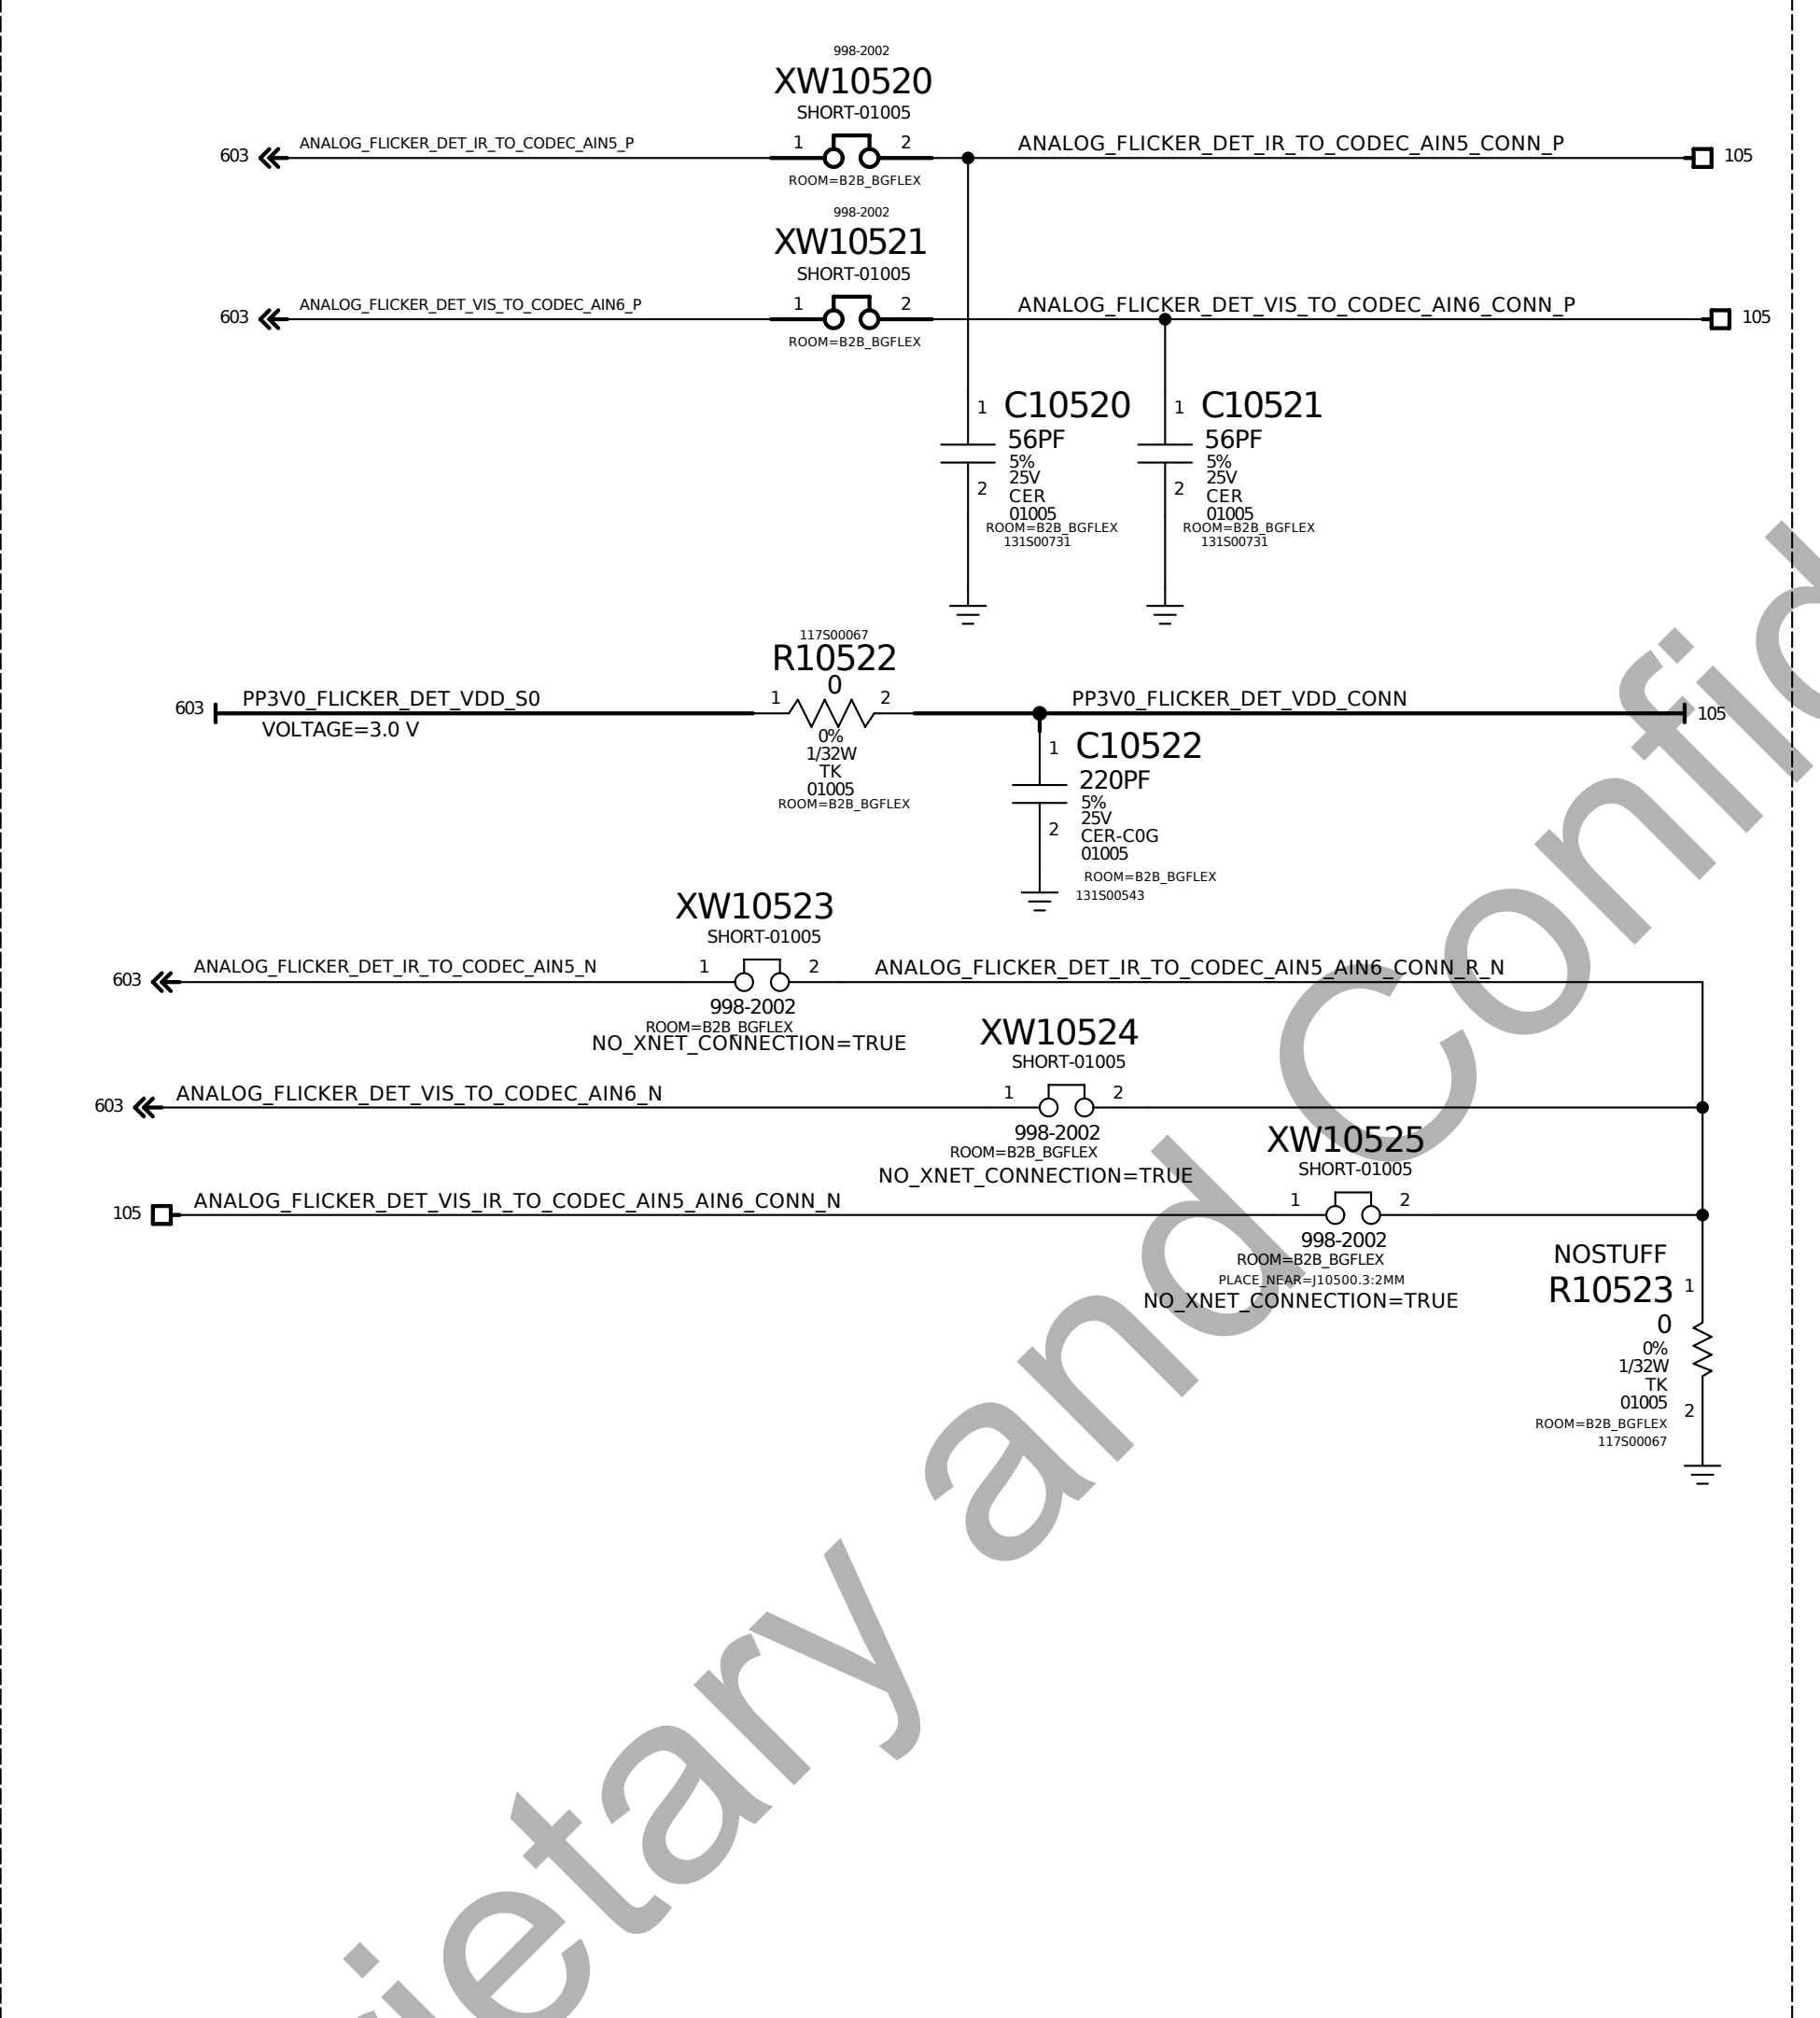 998-2002
XW10520
SHORT-01005
603 ANALOG_FLICKER_DET_IR_TO_CODEC_AIN5_P 1 2 ANALOG_FLICKER_DET_IR_TO_CODEC_AIN5_CONN_P 105
ROOM=B2B_BGFLEX
998-2002
XW10521
SHORT-01005
603 ANALOG_FLICKER_DET_VIS_TO_CODEC_AIN6_P 1 2 ANALOG_FLICKER_DET_VIS_TO_CODEC_AIN6_CONN_P 105
ROOM=B2B_BGFLEX
1 C10520
56PF
5%
25V
2 CER
01005
ROOM=B2B_BGFLEX
131S00731
1 C10521
56PF
5%
25V
2 CER
01005
ROOM=B2B_BGFLEX
131S00731
117S00067
R10522
0
603 PP3V0_FLICKER_DET_VDD_S0 1 2 PP3V0_FLICKER_DET_VDD_CONN 105
VOLTAGE=3.0 V
0%
1/32W
TK
01005
ROOM=B2B_BGFLEX
1 C10522
220PF
5%
25V
2 CER-C0G
01005
ROOM=B2B_BGFLEX
131S00543
XW10523
SHORT-01005
603 ANALOG_FLICKER_DET_IR_TO_CODEC_AIN5_N 1 2 ANALOG_FLICKER_DET_IR_TO_CODEC_AIN5_AIN6_CONN_R_N
998-2002
ROOM=B2B_BGFLEX
NO_XNET_CONNECTION=TRUE
XW10524
SHORT-01005
603 ANALOG_FLICKER_DET_VIS_TO_CODEC_AIN6_N 1 2
998-2002
ROOM=B2B_BGFLEX
NO_XNET_CONNECTION=TRUE
XW10525
SHORT-01005
105 ANALOG_FLICKER_DET_VIS_IR_TO_CODEC_AIN5_AIN6_CONN_N 1 2
998-2002
ROOM=B2B_BGFLEX
PLACE_NEAR=J10500.3:2MM
NO_XNET_CONNECTION=TRUE
NOSTUFF
R10523 1
0
0%
1/32W
TK
01005 2
ROOM=B2B_BGFLEX
117S00067
rietary and Confid